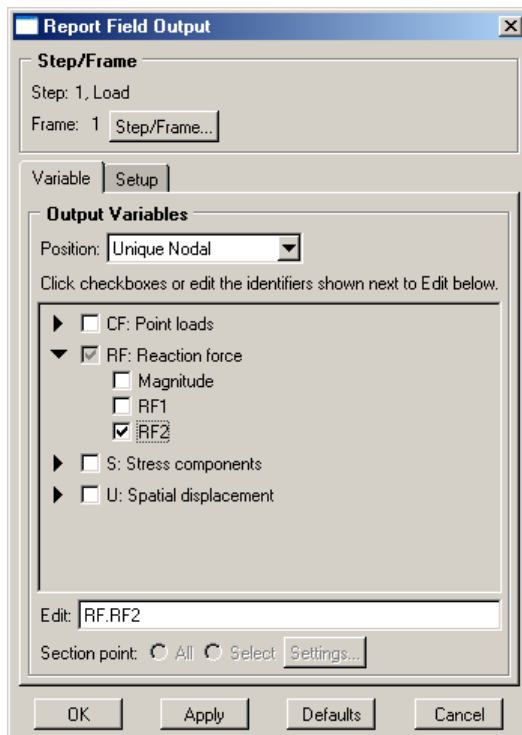 Report Field Output
Step/Frame
Step: 1, Load
Frame: 1 Step/Frame...
Variable Setup
Output Variables
Position: Unique Nodal
Click checkboxes or edit the identifiers shown next to Edit below.
CF: Point loads
RF: Reaction force
Magnitude
RF1
RF2
S: Stress components
U: Spatial displacement
Edit: RF.RF2
Section point: All Select Settings...
OK Apply Defaults Cancel